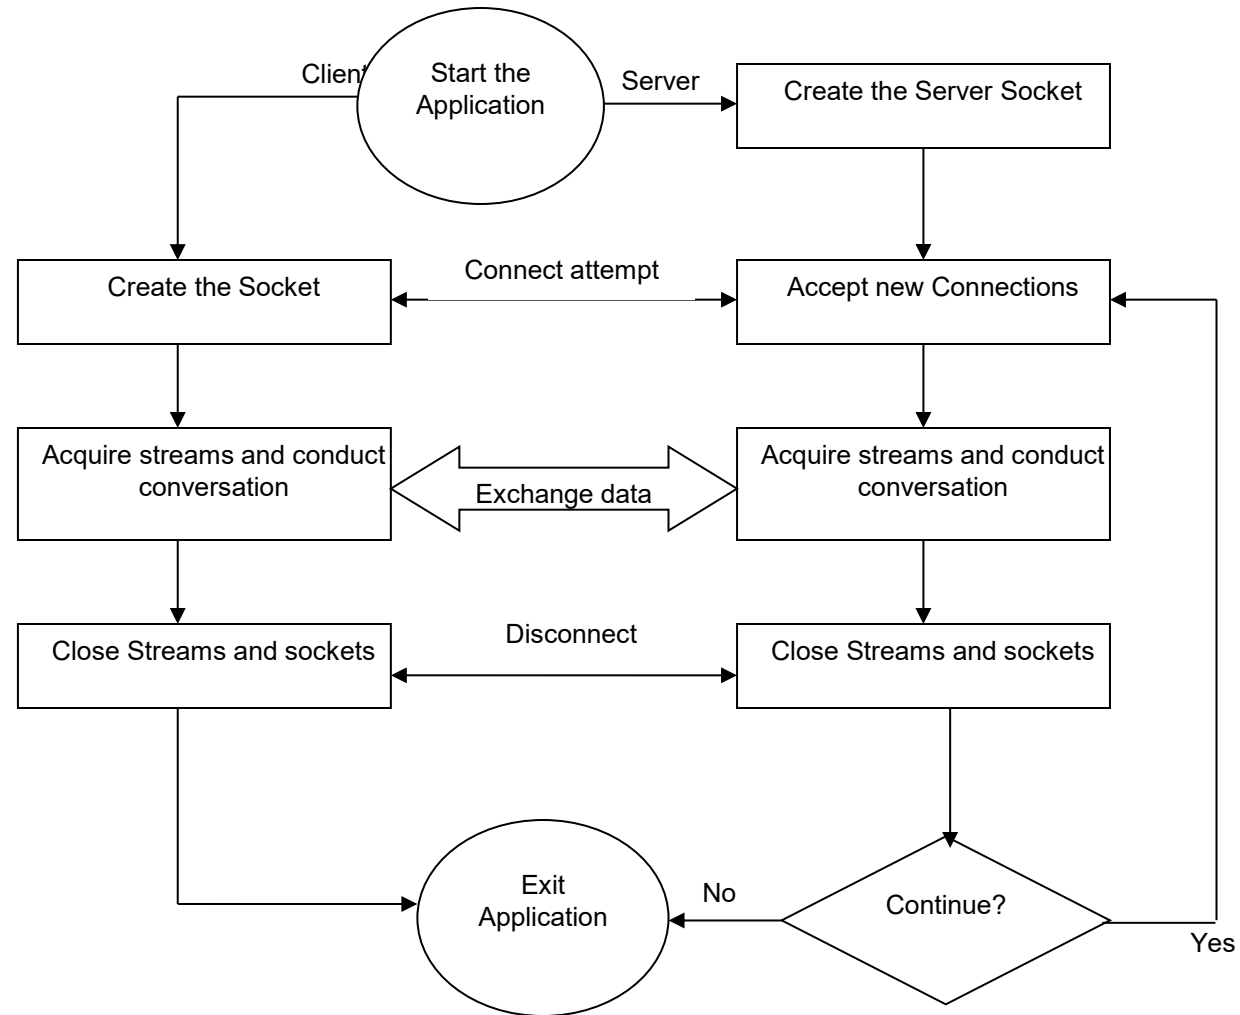 Client
Start the
Application
Server
Create the Server Socket
Create the Socket
Connect attempt
Accept new Connections
Acquire streams and conduct
conversation
Exchange data
Acquire streams and conduct
conversation
Close Streams and sockets
Disconnect
Close Streams and sockets
Exit
Application
No
Continue?
Yes